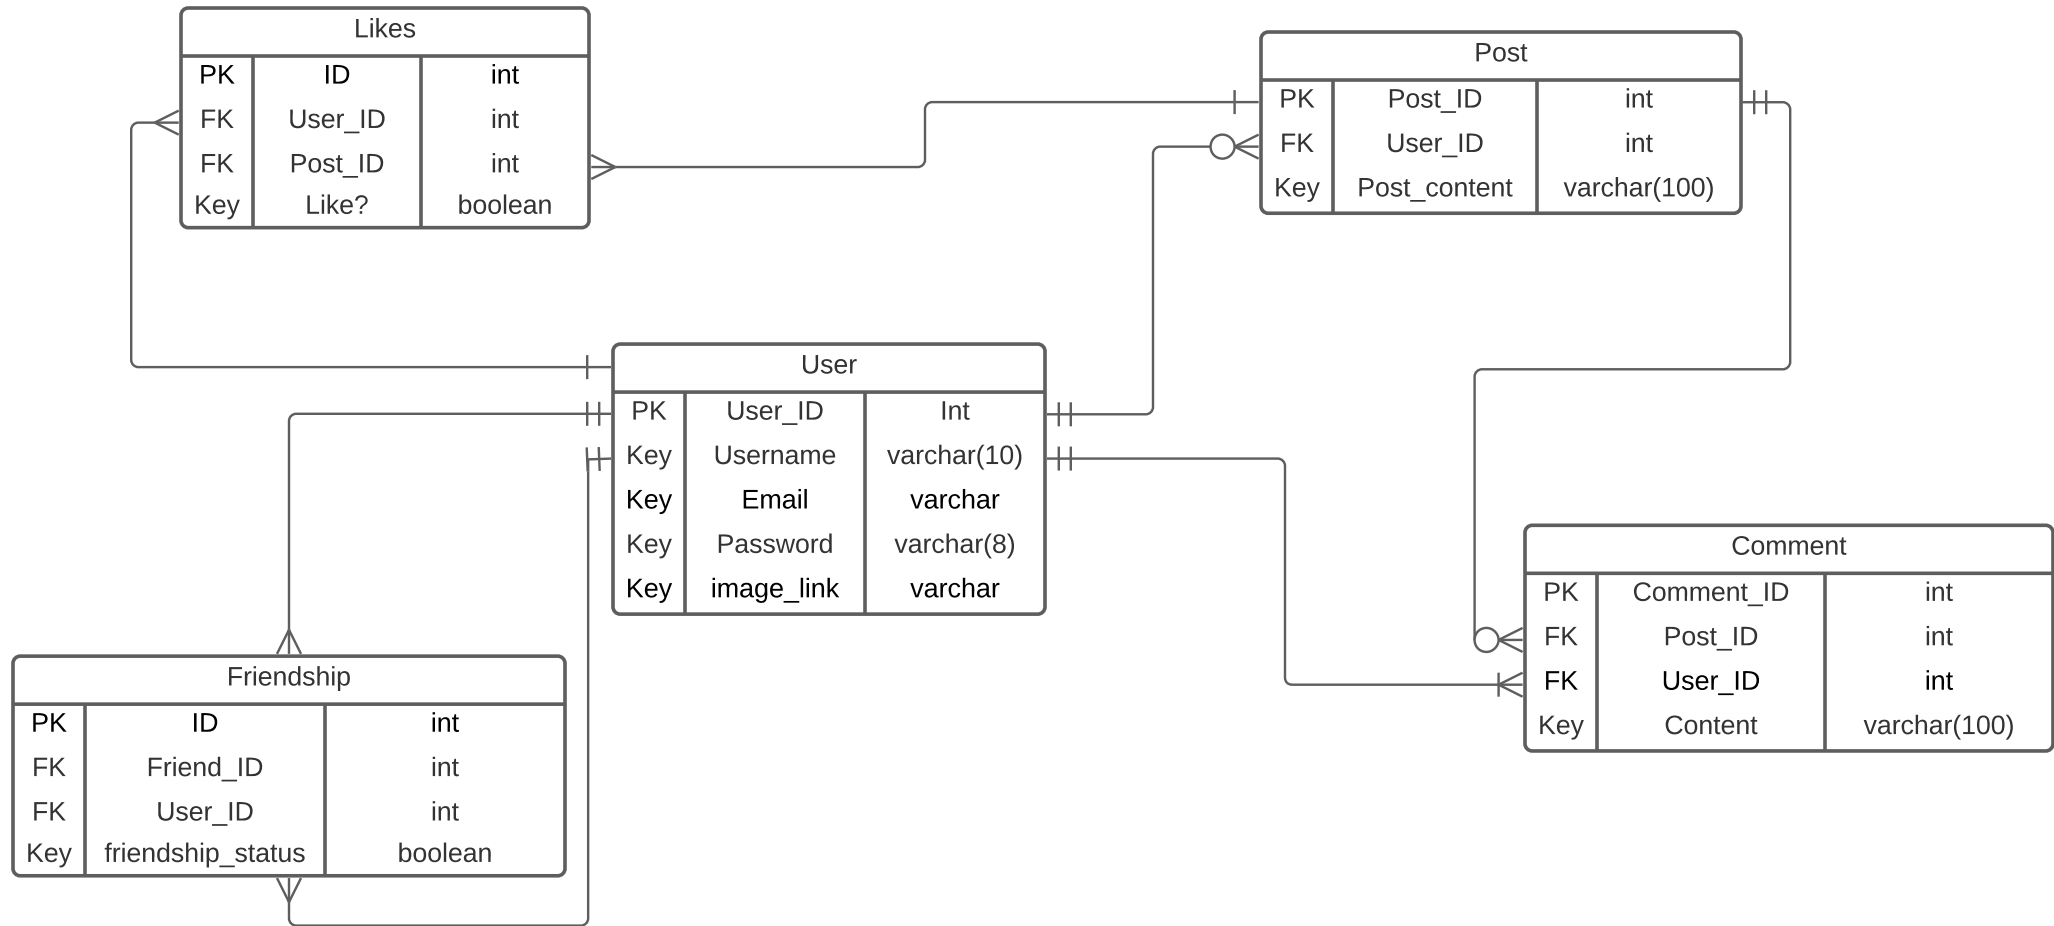 Likes
PK ID int
FK User_ID int
FK Post_ID int
Key Like? boolean
Post
PK Post_ID int
FK User_ID int
Key Post_content varchar(100)
User
PK User_ID Int
Key Username varchar(10)
Key Email varchar
Key Password varchar(8)
Key image_link varchar
Comment
PK Comment_ID int
FK Post_ID int
FK User_ID int
Key Content varchar(100)
Friendship
PK ID int
FK Friend_ID int
FK User_ID int
Key friendship_status boolean